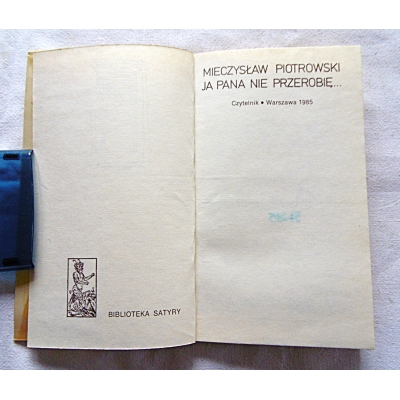 BIBLIOTEKA SATYRY
MIECZYSŁAW PIOTROWSKI
JA PANA NIE PRZEROBIĘ...
Czytelnik • Warszawa 1985